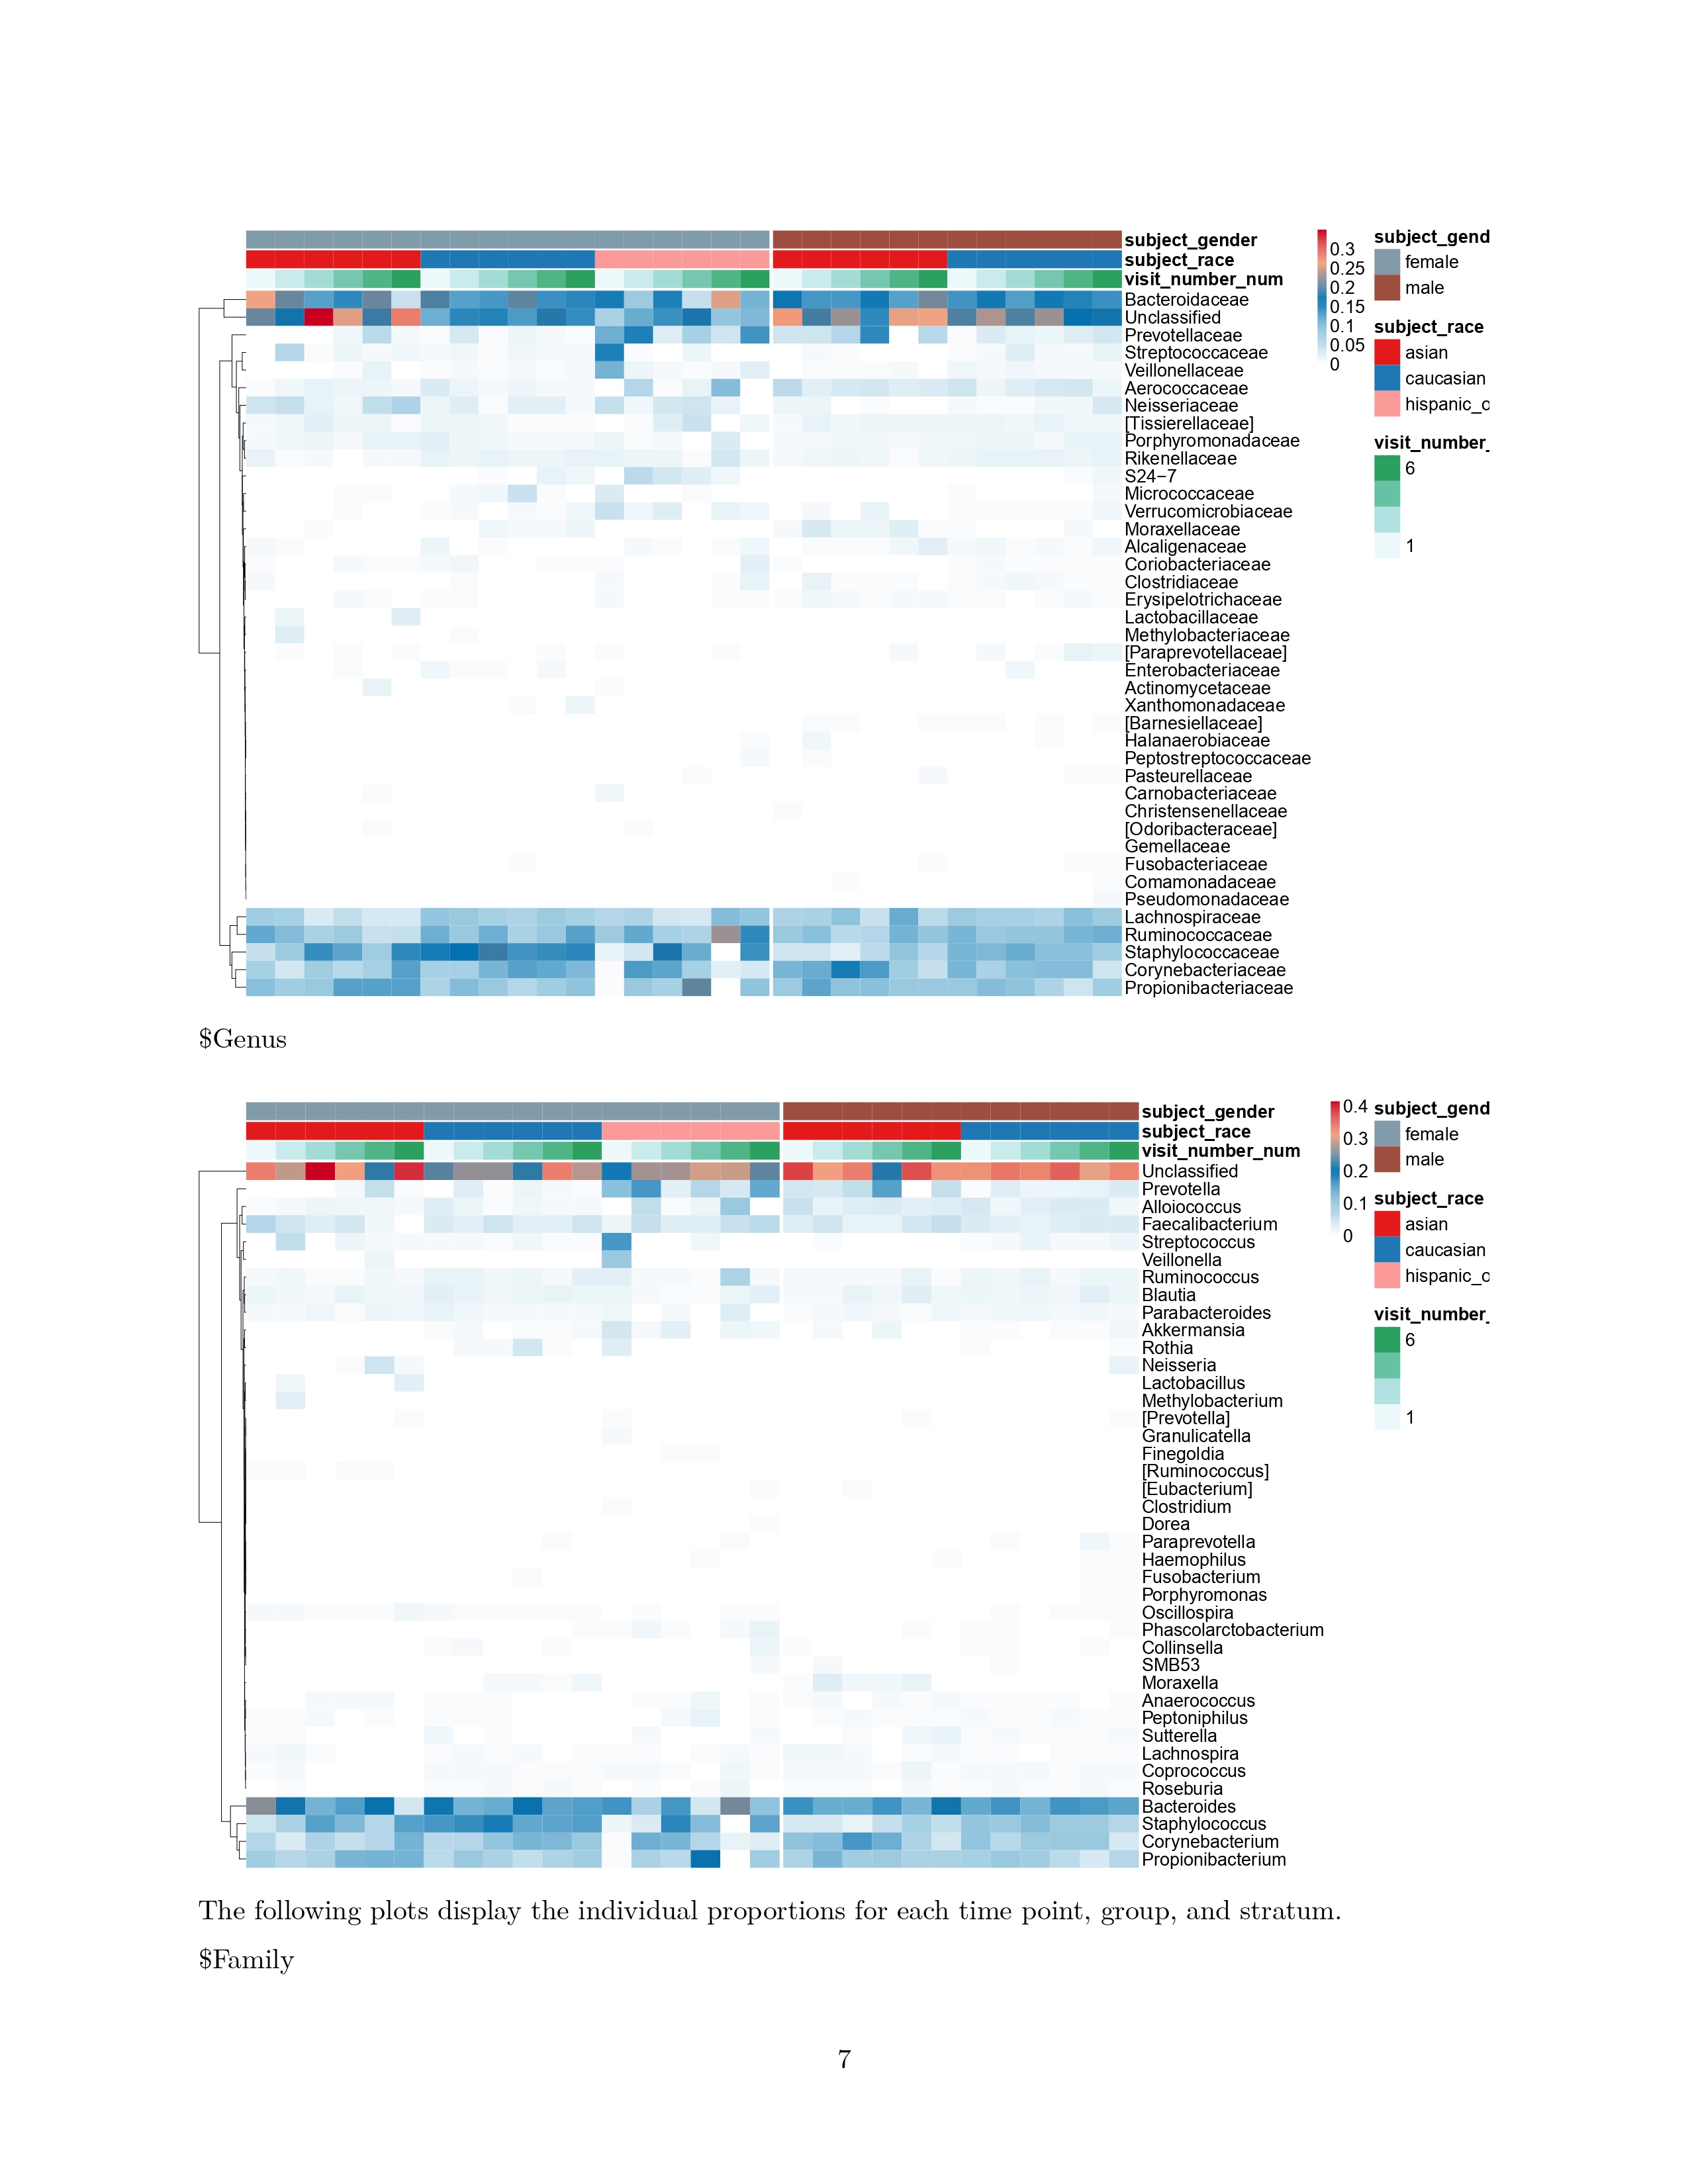 subject_gender
subject_race
visit_number_num
Bacteroidaceae
Unclassified
Prevotellaceae
Streptococcaceae
Veillonellaceae
Aerococcaceae
Neisseriaceae
[Tissierellaceae]
Porphyromonadaceae
Rikenellaceae
S24−7
Micrococcaceae
Verrucomicrobiaceae
Moraxellaceae
Alcaligenaceae
Coriobacteriaceae
Clostridiaceae
Erysipelotrichaceae
Lactobacillaceae
Methylobacteriaceae
[Paraprevotellaceae]
Enterobacteriaceae
Actinomycetaceae
Xanthomonadaceae
[Barnesiellaceae]
Halanaerobiaceae
Peptostreptococcaceae
Pasteurellaceae
Carnobacteriaceae
Christensenellaceae
[Odoribacteraceae]
Gemellaceae
Fusobacteriaceae
Comamonadaceae
Pseudomonadaceae
Lachnospiraceae
Ruminococcaceae
Staphylococcaceae
Corynebacteriaceae
Propionibacteriaceae
0.3
0.25
0.2
0.15
0.1
0.05
0
subject_gend
female
male
subject_race
asian
caucasian
hispanic_o
visit_number_
6
1
$Genus
subject_gender
subject_race
visit_number_num
Unclassified
Prevotella
Alloiococcus
Faecalibacterium
Streptococcus
Veillonella
Ruminococcus
Blautia
Parabacteroides
Akkermansia
Rothia
Neisseria
Lactobacillus
Methylobacterium
[Prevotella]
Granulicatella
Finegoldia
[Ruminococcus]
[Eubacterium]
Clostridium
Dorea
Paraprevotella
Haemophilus
Fusobacterium
Porphyromonas
Oscillospira
Phascolarctobacterium
Collinsella
SMB53
Moraxella
Anaerococcus
Peptoniphilus
Sutterella
Lachnospira
Coprococcus
Roseburia
Bacteroides
Staphylococcus
Corynebacterium
Propionibacterium
0.4
0.3
0.2
0.1
0
subject_gend
female
male
subject_race
asian
caucasian
hispanic_o
visit_number_
6
1
The following plots display the individual proportions for each time point, group, and stratum.
$Family
7